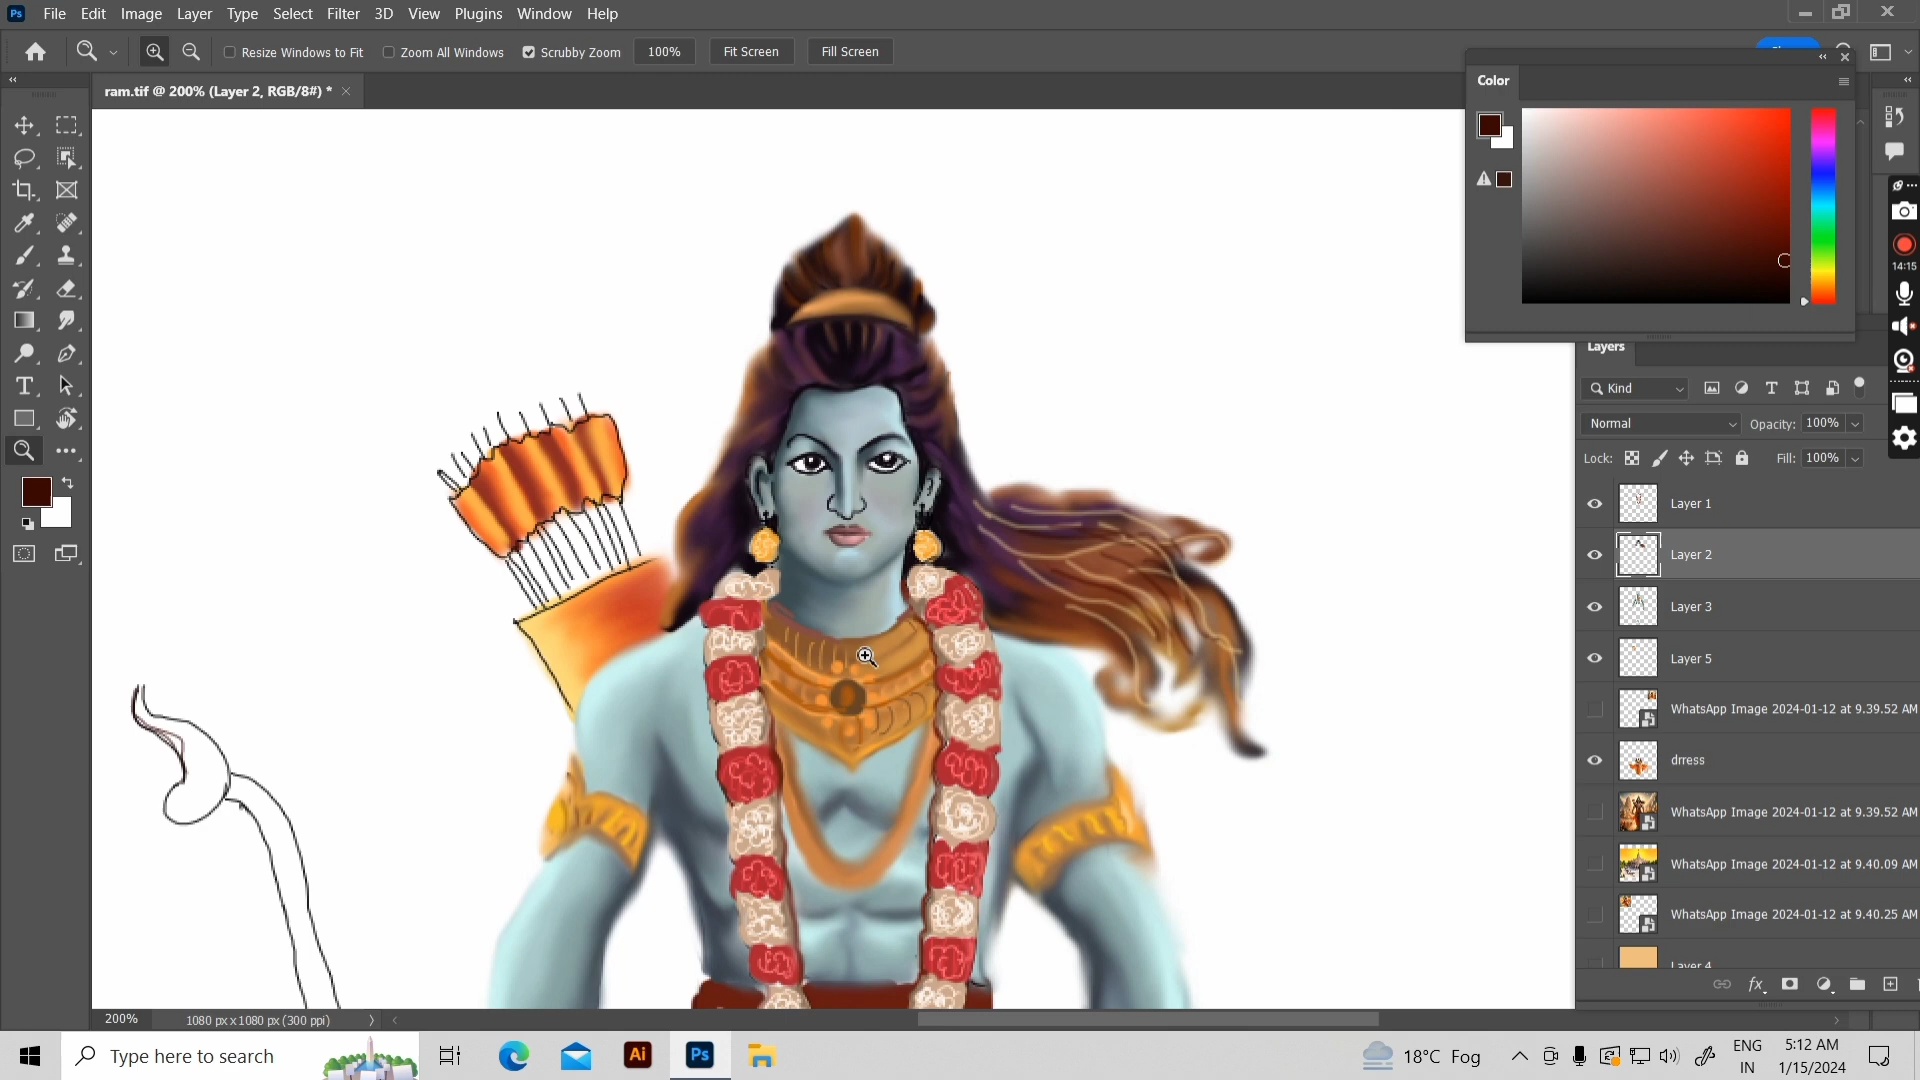 Ps File Edit Image Layer Type Select Filter 3D View Plugins Window Help
Resize Windows to Fit Zoom All Windows Scrubby Zoom 100% Fit Screen Fill Screen
ram.tif @ 200% (Layer 2, RGB/8#) *
Color
14:15
Layers
Kind
Normal Opacity: 100%
Lock: Fill: 100%
Layer 1
Layer 2
Layer 3
Layer 5
WhatsApp Image 2024-01-12 at 9.39.52 AM
drress
WhatsApp Image 2024-01-12 at 9.39.52 AM
WhatsApp Image 2024-01-12 at 9.40.09 AM
WhatsApp Image 2024-01-12 at 9.40.25 AM
Layer 4
fx
200% 1080 px x 1080 px (300 ppi)
Type here to search
Ai Ps
18°C Fog
ENG
IN
5:12 AM
1/15/2024